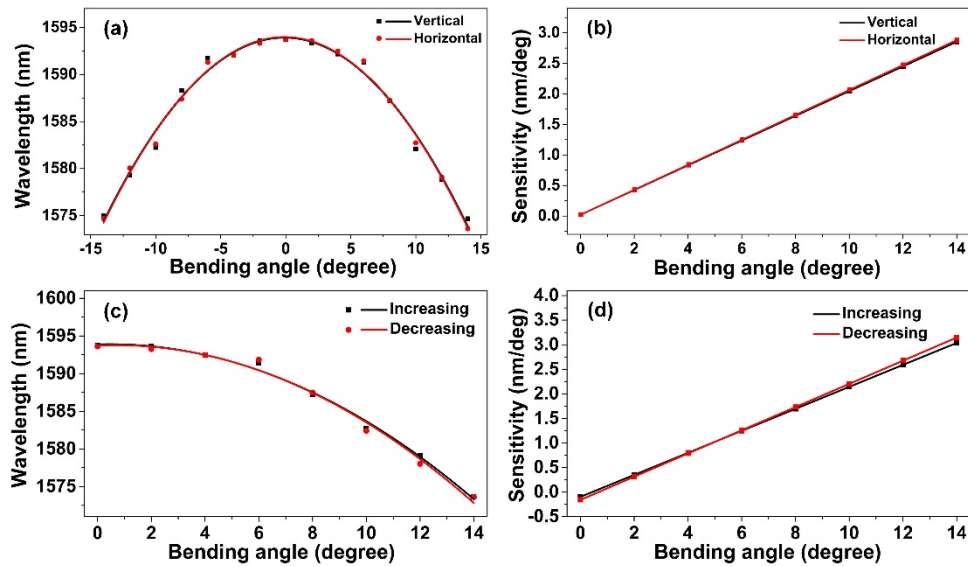 (a)
Vertical
Horizontal
Wavelength (nm)
1595
1590
1585
1580
1575
-15 -10 -5 0 5 10 15
Bending angle (degree)
(b)
Vertical
Horizontal
Sensitivity (nm/deg)
3.0
2.5
2.0
1.5
1.0
0.5
0.0
0 2 4 6 8 10 12 14
Bending angle (degree)
(c)
Increasing
Decreasing
Wavelength (nm)
1600
1595
1590
1585
1580
1575
0 2 4 6 8 10 12 14
Bending angle (degree)
(d)
Increasing
Decreasing
Sensitivity (nm/deg)
4.0
3.5
3.0
2.5
2.0
1.5
1.0
0.5
0.0
-0.5
0 2 4 6 8 10 12 14
Bending angle (degree)